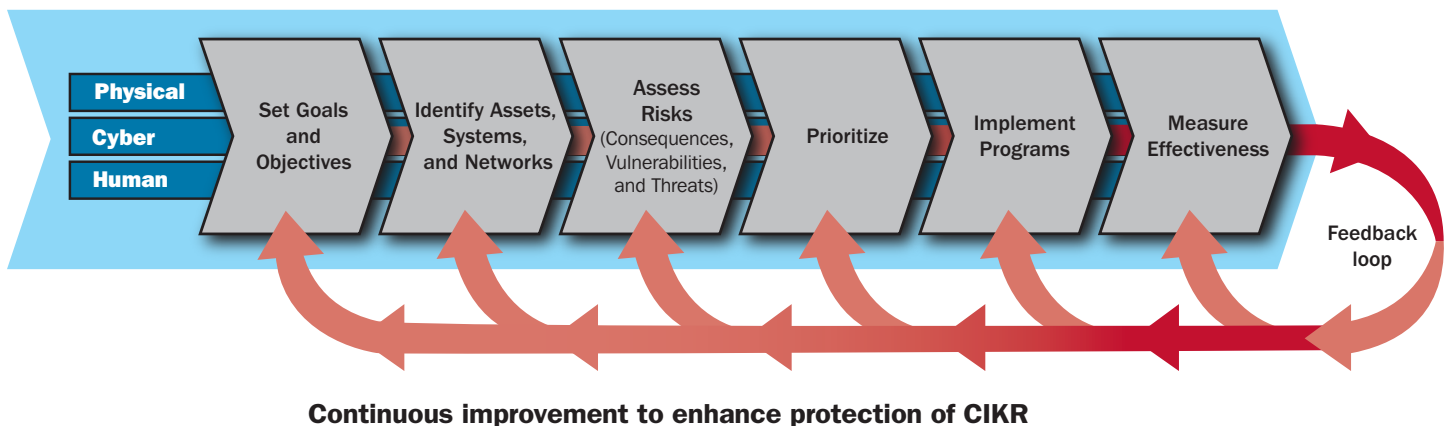 Physical
Cyber
Human
Set Goals
and
Objectives
Identify Assets,
Systems,
and Networks
Assess
Risks
(Consequences,
Vulnerabilities,
and Threats)
Prioritize
Implement
Programs
Measure
Effectiveness
Feedback
loop
Continuous improvement to enhance protection of CIKR